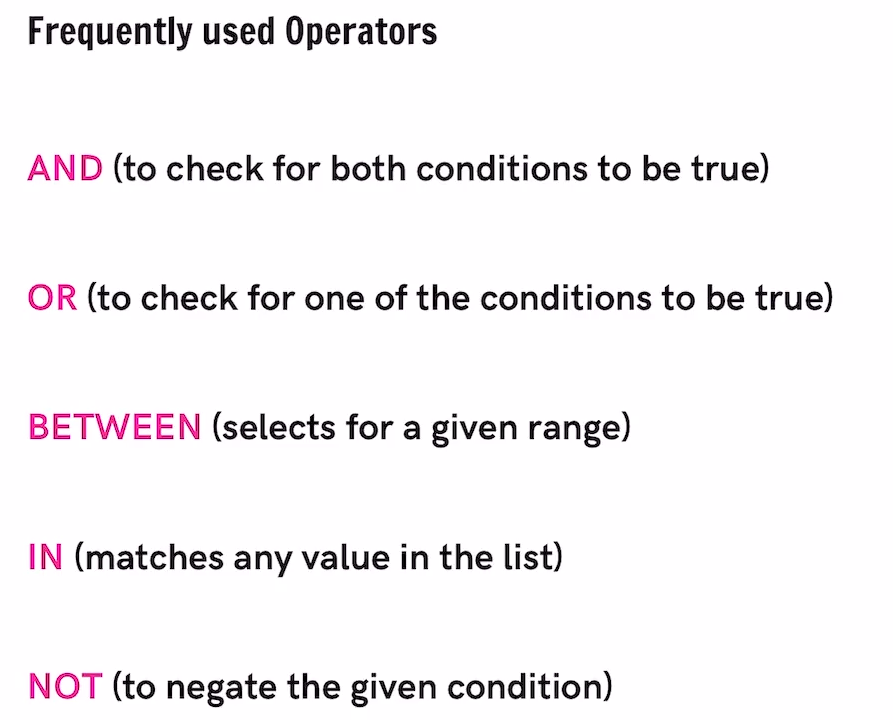 Frequently used Operators
AND (to check for both conditions to be true)
OR (to check for one of the conditions to be true)
BETWEEN (selects for a given range)
IN (matches any value in the list)
NOT (to negate the given condition)